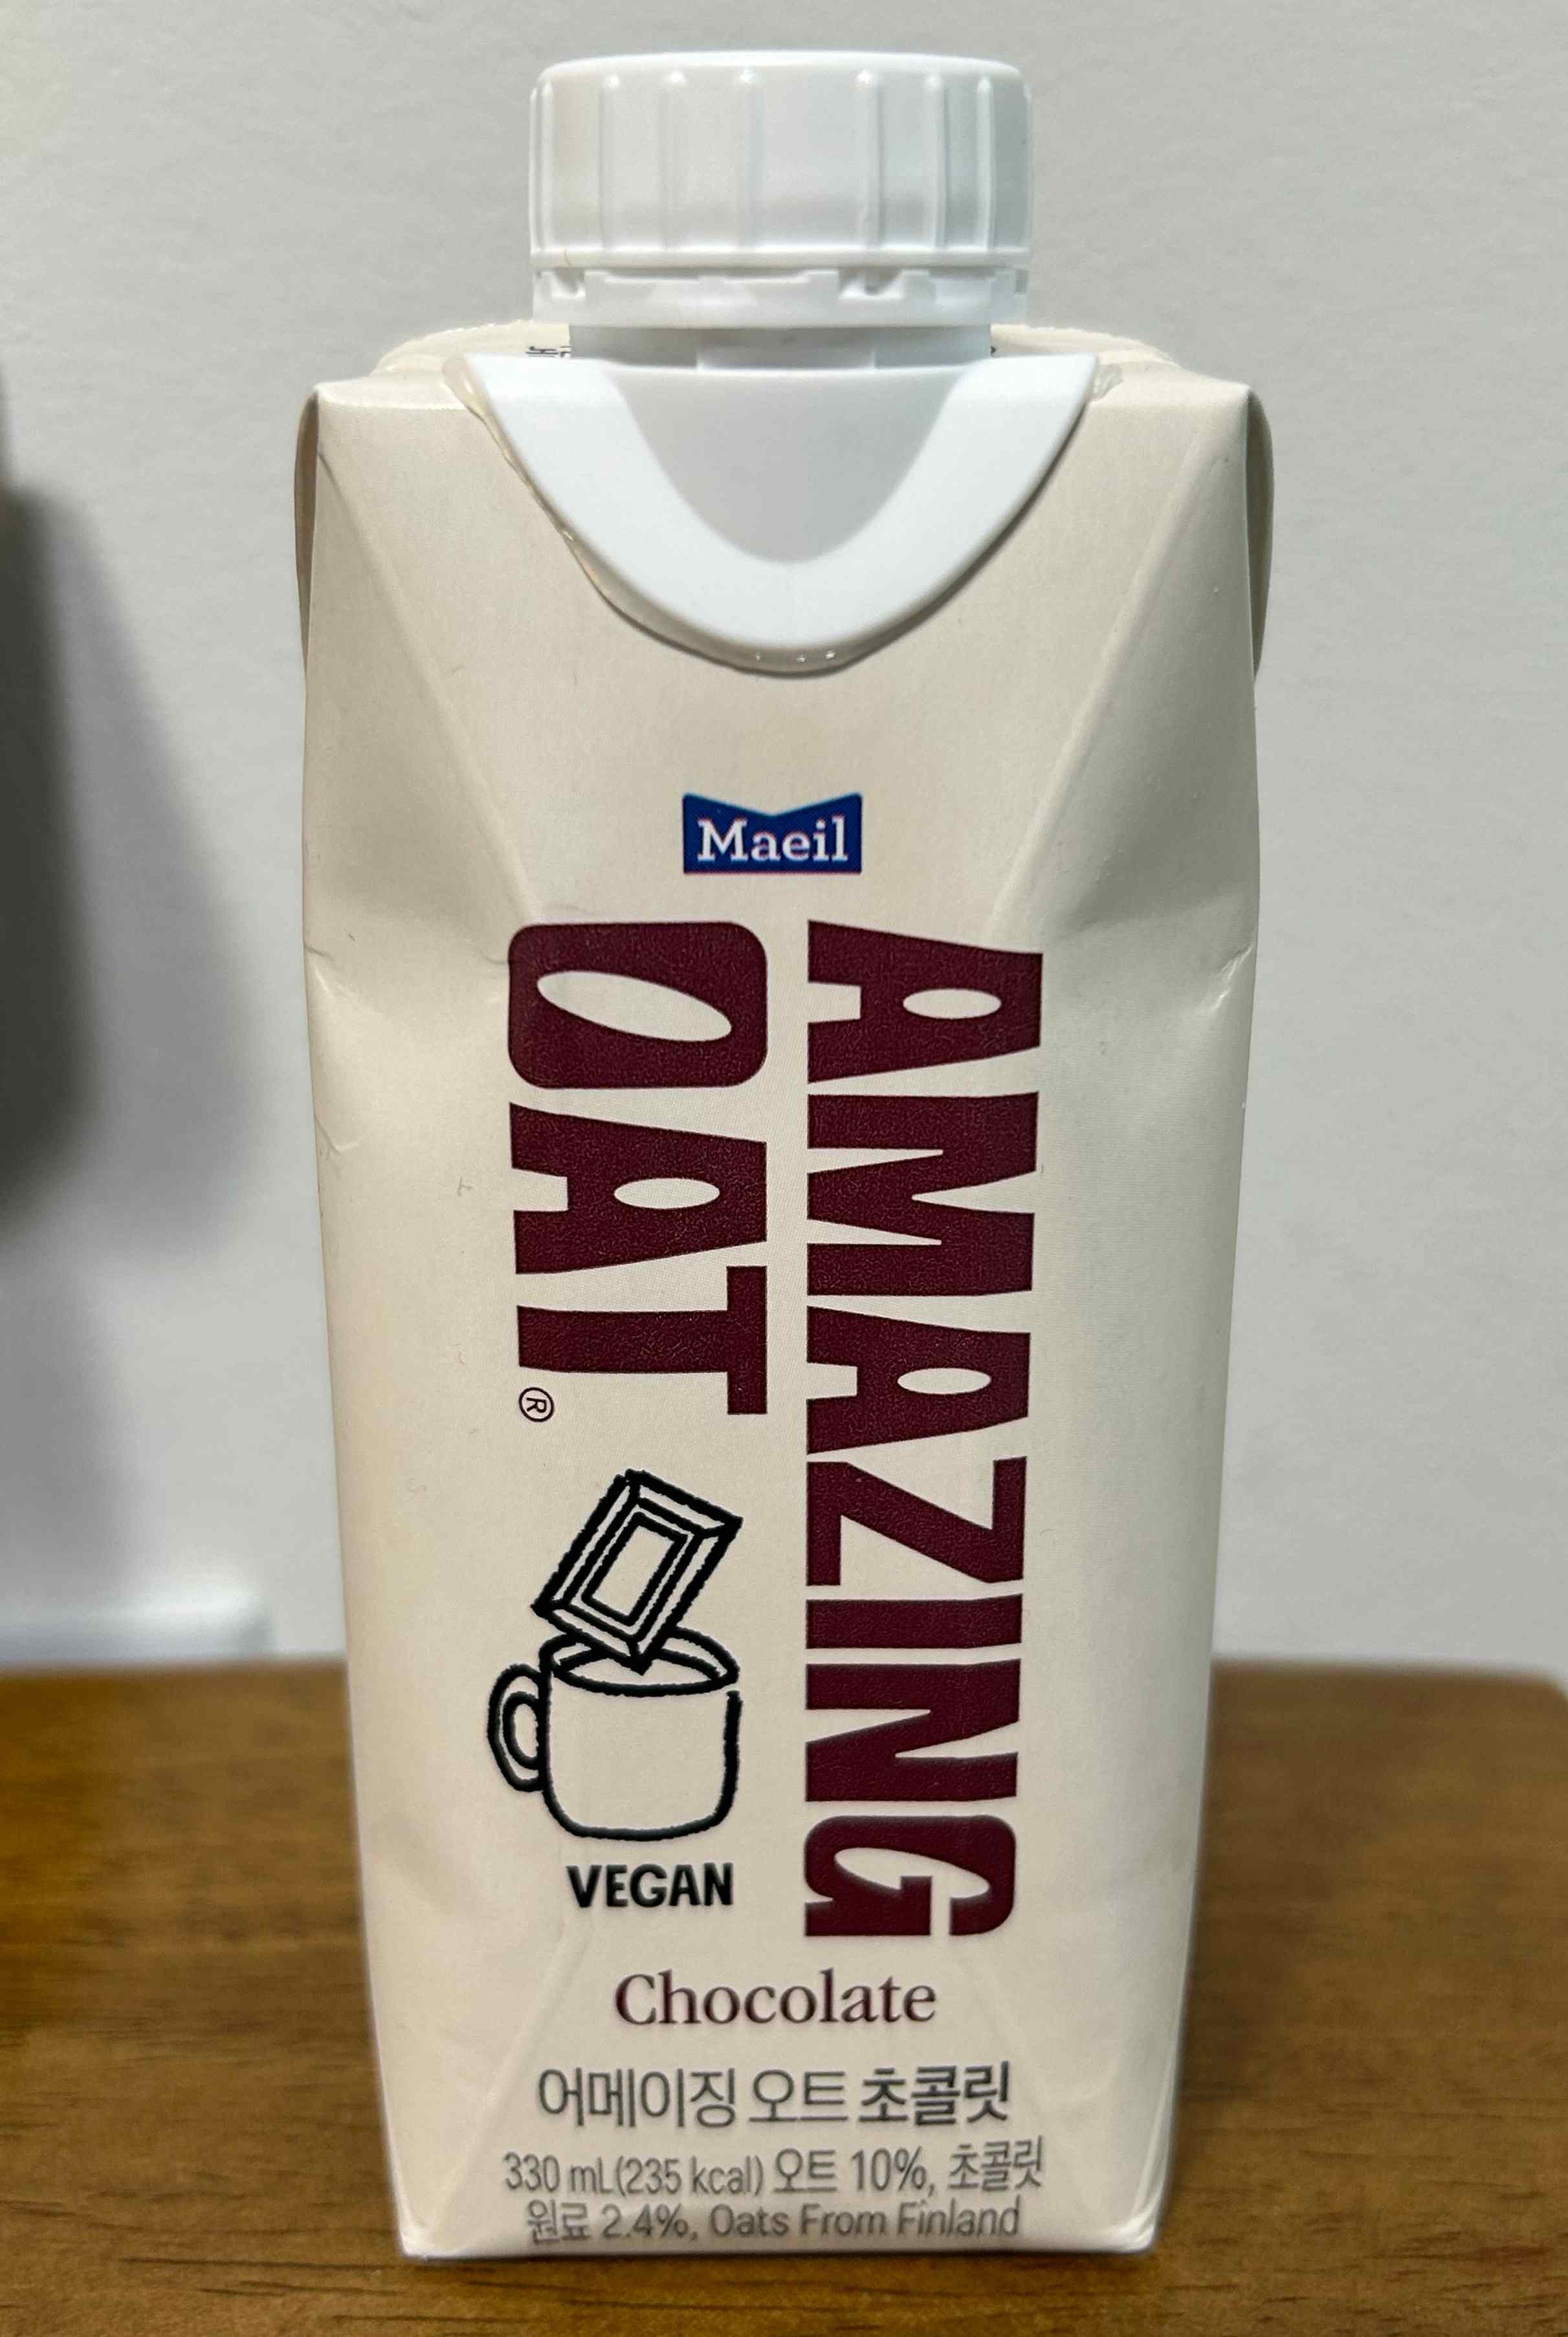 Maeil
AMAZING
OAT®
VEGAN
Chocolate
어메이징 오트 초콜릿
330 mL(235 kcal) 오트 10%, 초콜릿
원료 2.4%, Oats From Finland